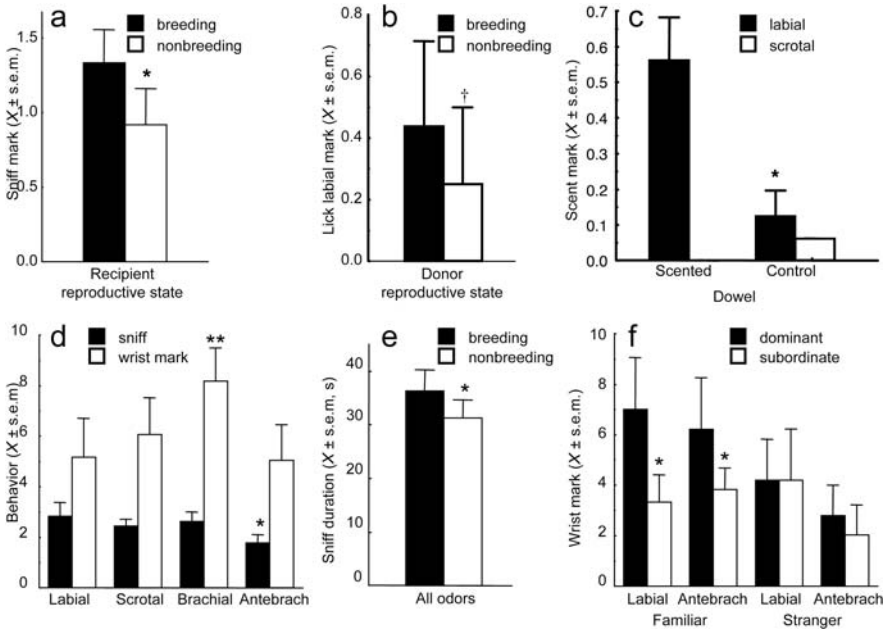 a
breeding
nonbreeding
Sniff mark (X ± s.e.m.)
1.5
1.0
.5
0.0
*
Recipient
reproductive state
b
breeding
nonbreeding
Lick labial mark (X ± s.e.m.)
0.8
0.6
0.4
0.2
0.0
†
Donor
reproductive state
c
labial
scrotal
Scent mark (X ± s.e.m.)
0.7
0.6
0.5
0.4
0.3
0.2
0.1
0.0
*
Scented Control
Dowel
d
sniff
wrist mark
Behavior (X ± s.e.m.)
10
8
6
4
2
0
**
*
Labial Scrotal Brachial Antebrach
e
breeding
nonbreeding
Sniff duration (X ± s.e.m, s)
40
30
20
10
0
*
All odors
f
dominant
subordinate
Wrist mark (X ± s.e.m.)
10
8
6
4
2
0
*
*
Labial Antebrach Labial Antebrach
Familiar Stranger